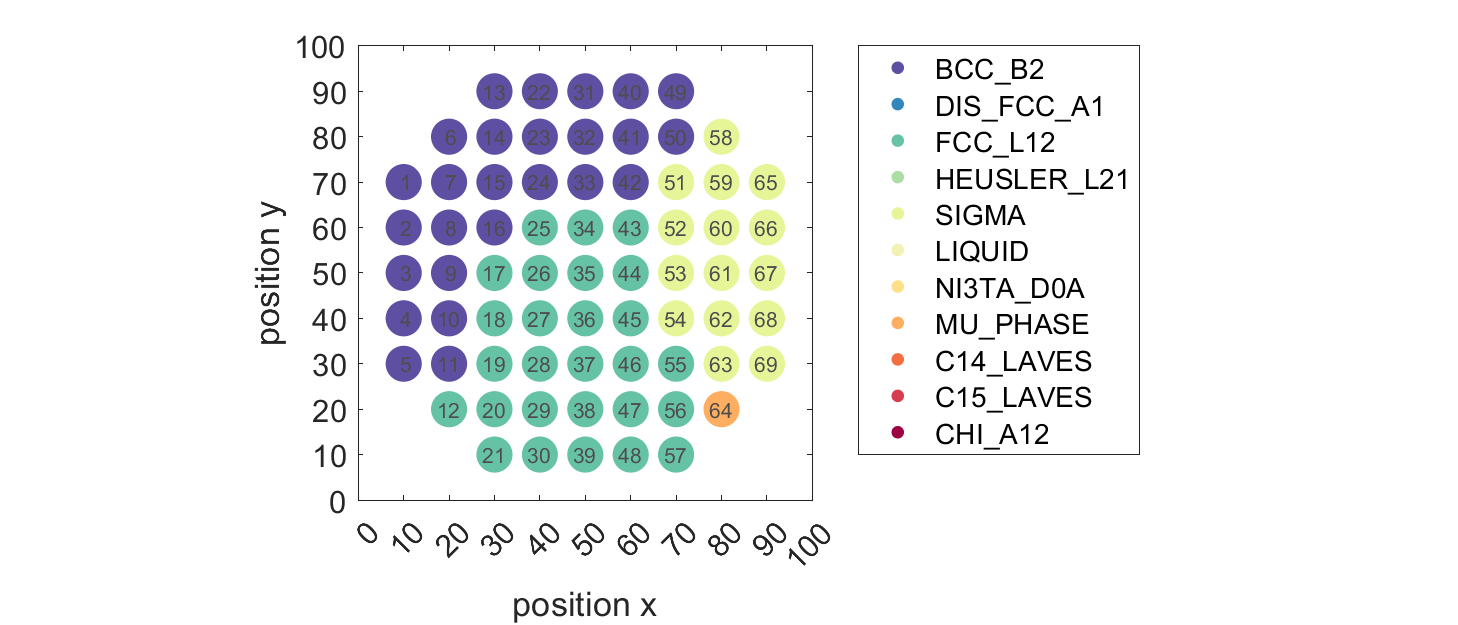 100
90
80
70
60
50
40
30
20
10
0
position y
13 22 31 40 49
6 14 23 32 41 50 58
1 7 15 24 33 42 51 59 65
2 8 16 25 34 43 52 60 66
3 9 17 26 35 44 53 61 67
4 10 18 27 36 45 54 62 68
5 11 19 28 37 46 55 63 69
12 20 29 38 47 56 64
21 30 39 48 57
0 10 20 30 40 50 60 70 80 90 100
position x
BCC_B2
DIS_FCC_A1
FCC_L12
HEUSLER_L21
SIGMA
LIQUID
NI3TA_D0A
MU_PHASE
C14_LAVES
C15_LAVES
CHI_A12